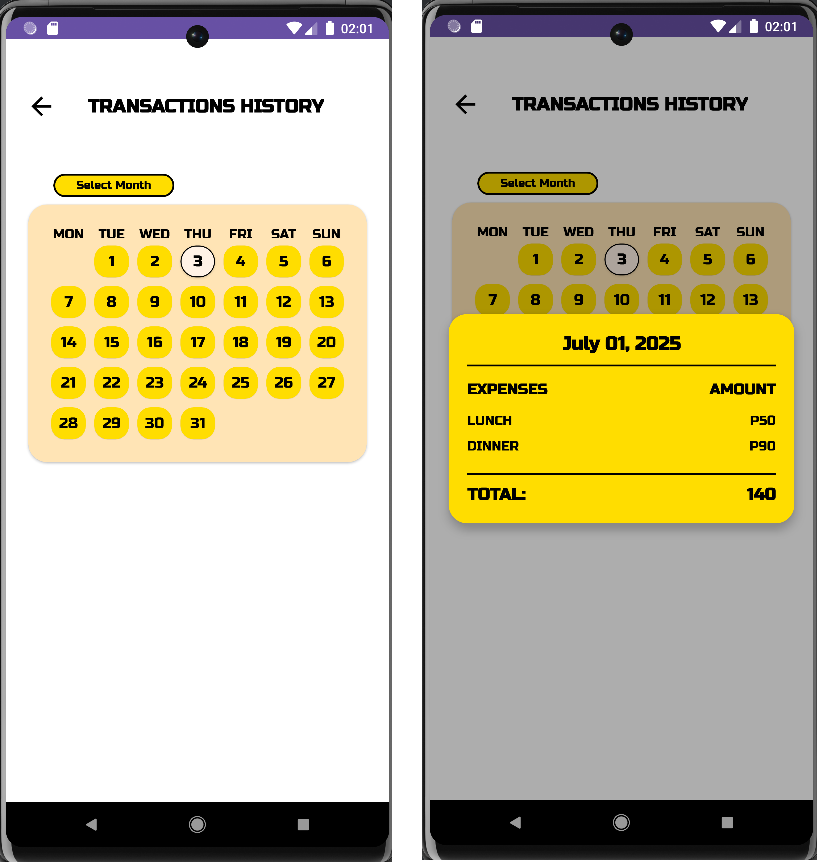 02:01
TRANSACTIONS HISTORY
Select Month
MON TUE WED THU FRI SAT SUN
1 2 3 4 5 6
7 8 9 10 11 12 13
14 15 16 17 18 19 20
21 22 23 24 25 26 27
28 29 30 31
02:01
TRANSACTIONS HISTORY
Select Month
MON TUE WED THU FRI SAT SUN
1 2 3 4 5 6
7 8 9 10 11 12 13
July 01, 2025
EXPENSES AMOUNT
LUNCH P50
DINNER P90
TOTAL: 140